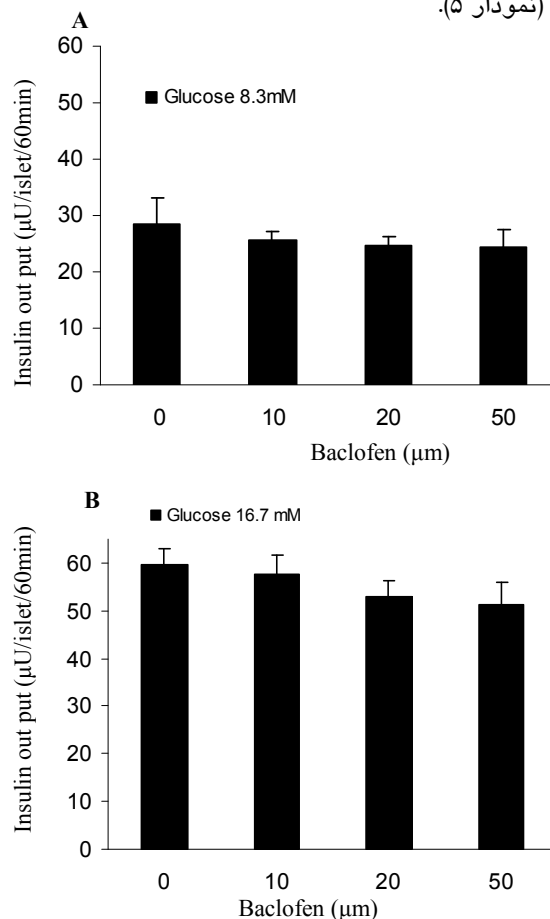 (نمودار ۵).
A
60
50
40
30
20
10
0
Insulin out put (µU/islet/60min)
Glucose 8.3mM
0 10 20 50
Baclofen (µm)
B
60
50
40
30
20
10
0
Insulin out put (µU/islet/60min)
Glucose 16.7 mM
0 10 20 50
Baclofen (µm)